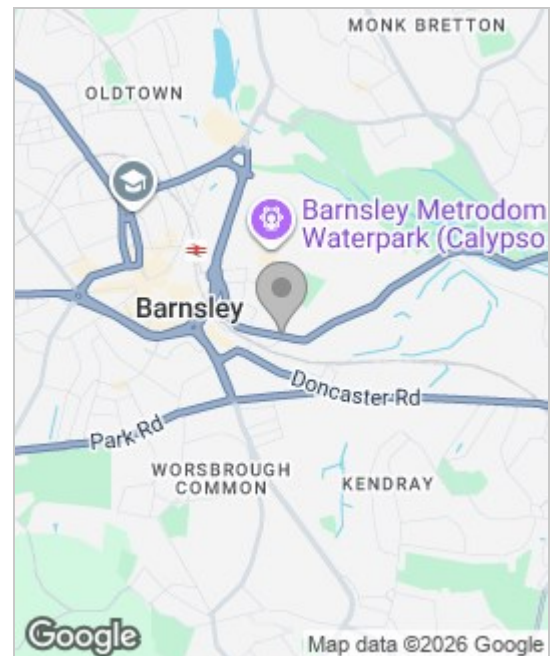 MONK BRETTON
OLDTOWN
Barnsley Metrodom
Waterpark (Calypso
Barnsley
Doncaster Rd
Park Rd
WORSBROUGH
COMMON
KENDRAY
Google
Map data ©2026 Google